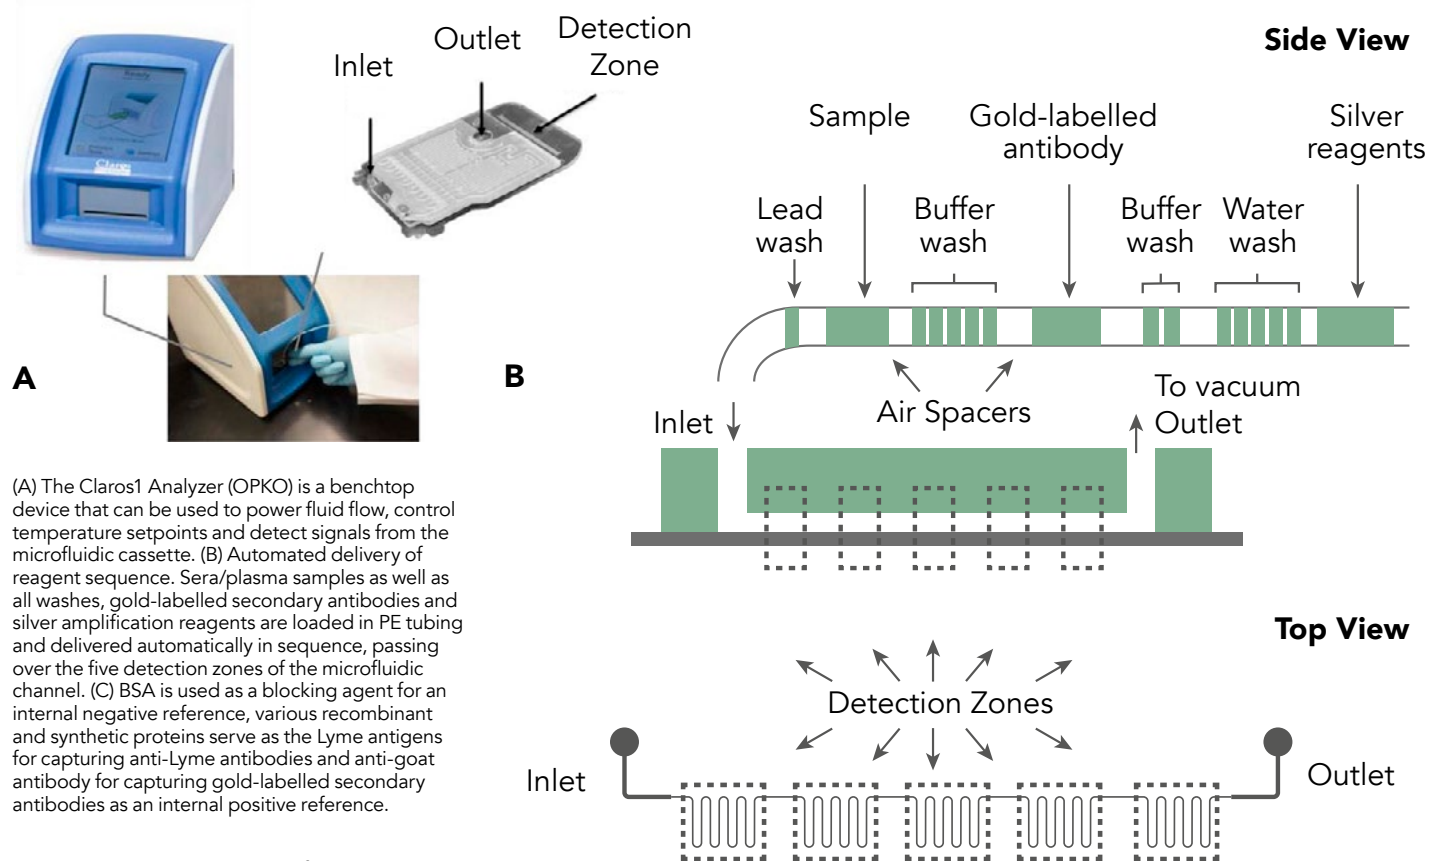 Inlet
Outlet
Detection
Zone
Ready
Claros
A
(A) The Claros1 Analyzer (OPKO) is a benchtop
device that can be used to power fluid flow, control
temperature setpoints and detect signals from the
microfluidic cassette. (B) Automated delivery of
reagent sequence. Sera/plasma samples as well as
all washes, gold-labelled secondary antibodies and
silver amplification reagents are loaded in PE tubing
and delivered automatically in sequence, passing
over the five detection zones of the microfluidic
channel. (C) BSA is used as a blocking agent for an
internal negative reference, various recombinant
and synthetic proteins serve as the Lyme antigens
for capturing anti-Lyme antibodies and anti-goat
antibody for capturing gold-labelled secondary
antibodies as an internal positive reference.
B
Side View
Sample
Gold-labelled
antibody
Silver
reagents
Lead
wash
Buffer
wash
Buffer
wash
Water
wash
Air Spacers
Inlet
To vacuum
Outlet
Top View
Detection Zones
Inlet
Outlet